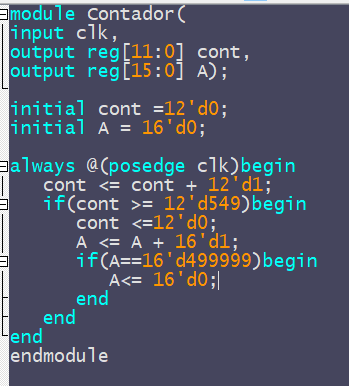 module Contador(
input clk,
output reg[11:0] cont,
output reg[15:0] A);
initial cont =12'd0;
initial A = 16'd0;
always @(posedge clk)begin
cont <= cont + 12'd1;
if(cont >= 12'd549)begin
cont <=12'd0;
A <= A + 16'd1;
if(A==16'd499999)begin
A<= 16'd0;
end
end
end
endmodule